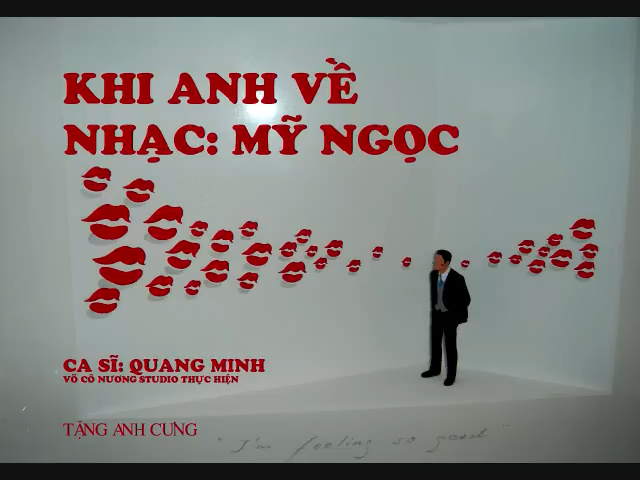 KHI ANH VỀ
NHẠC: MỸ NGỌC
CA SĨ: QUANG MINH
VÕ CÔ NƯƠNG STUDIO THỰC HIỆN
TẶNG ANH CƯNG
"I'm feeling so good"